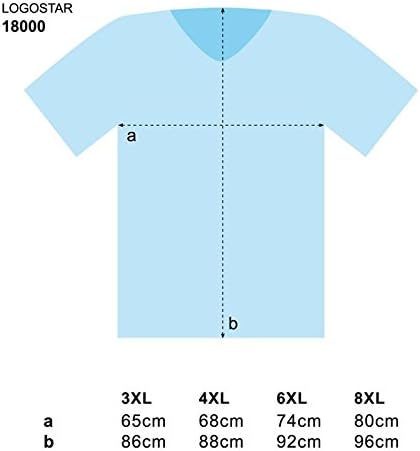 LOGOSTAR
18000
a
b
3XL 4XL 6XL 8XL
a 65cm 68cm 74cm 80cm
b 86cm 88cm 92cm 96cm